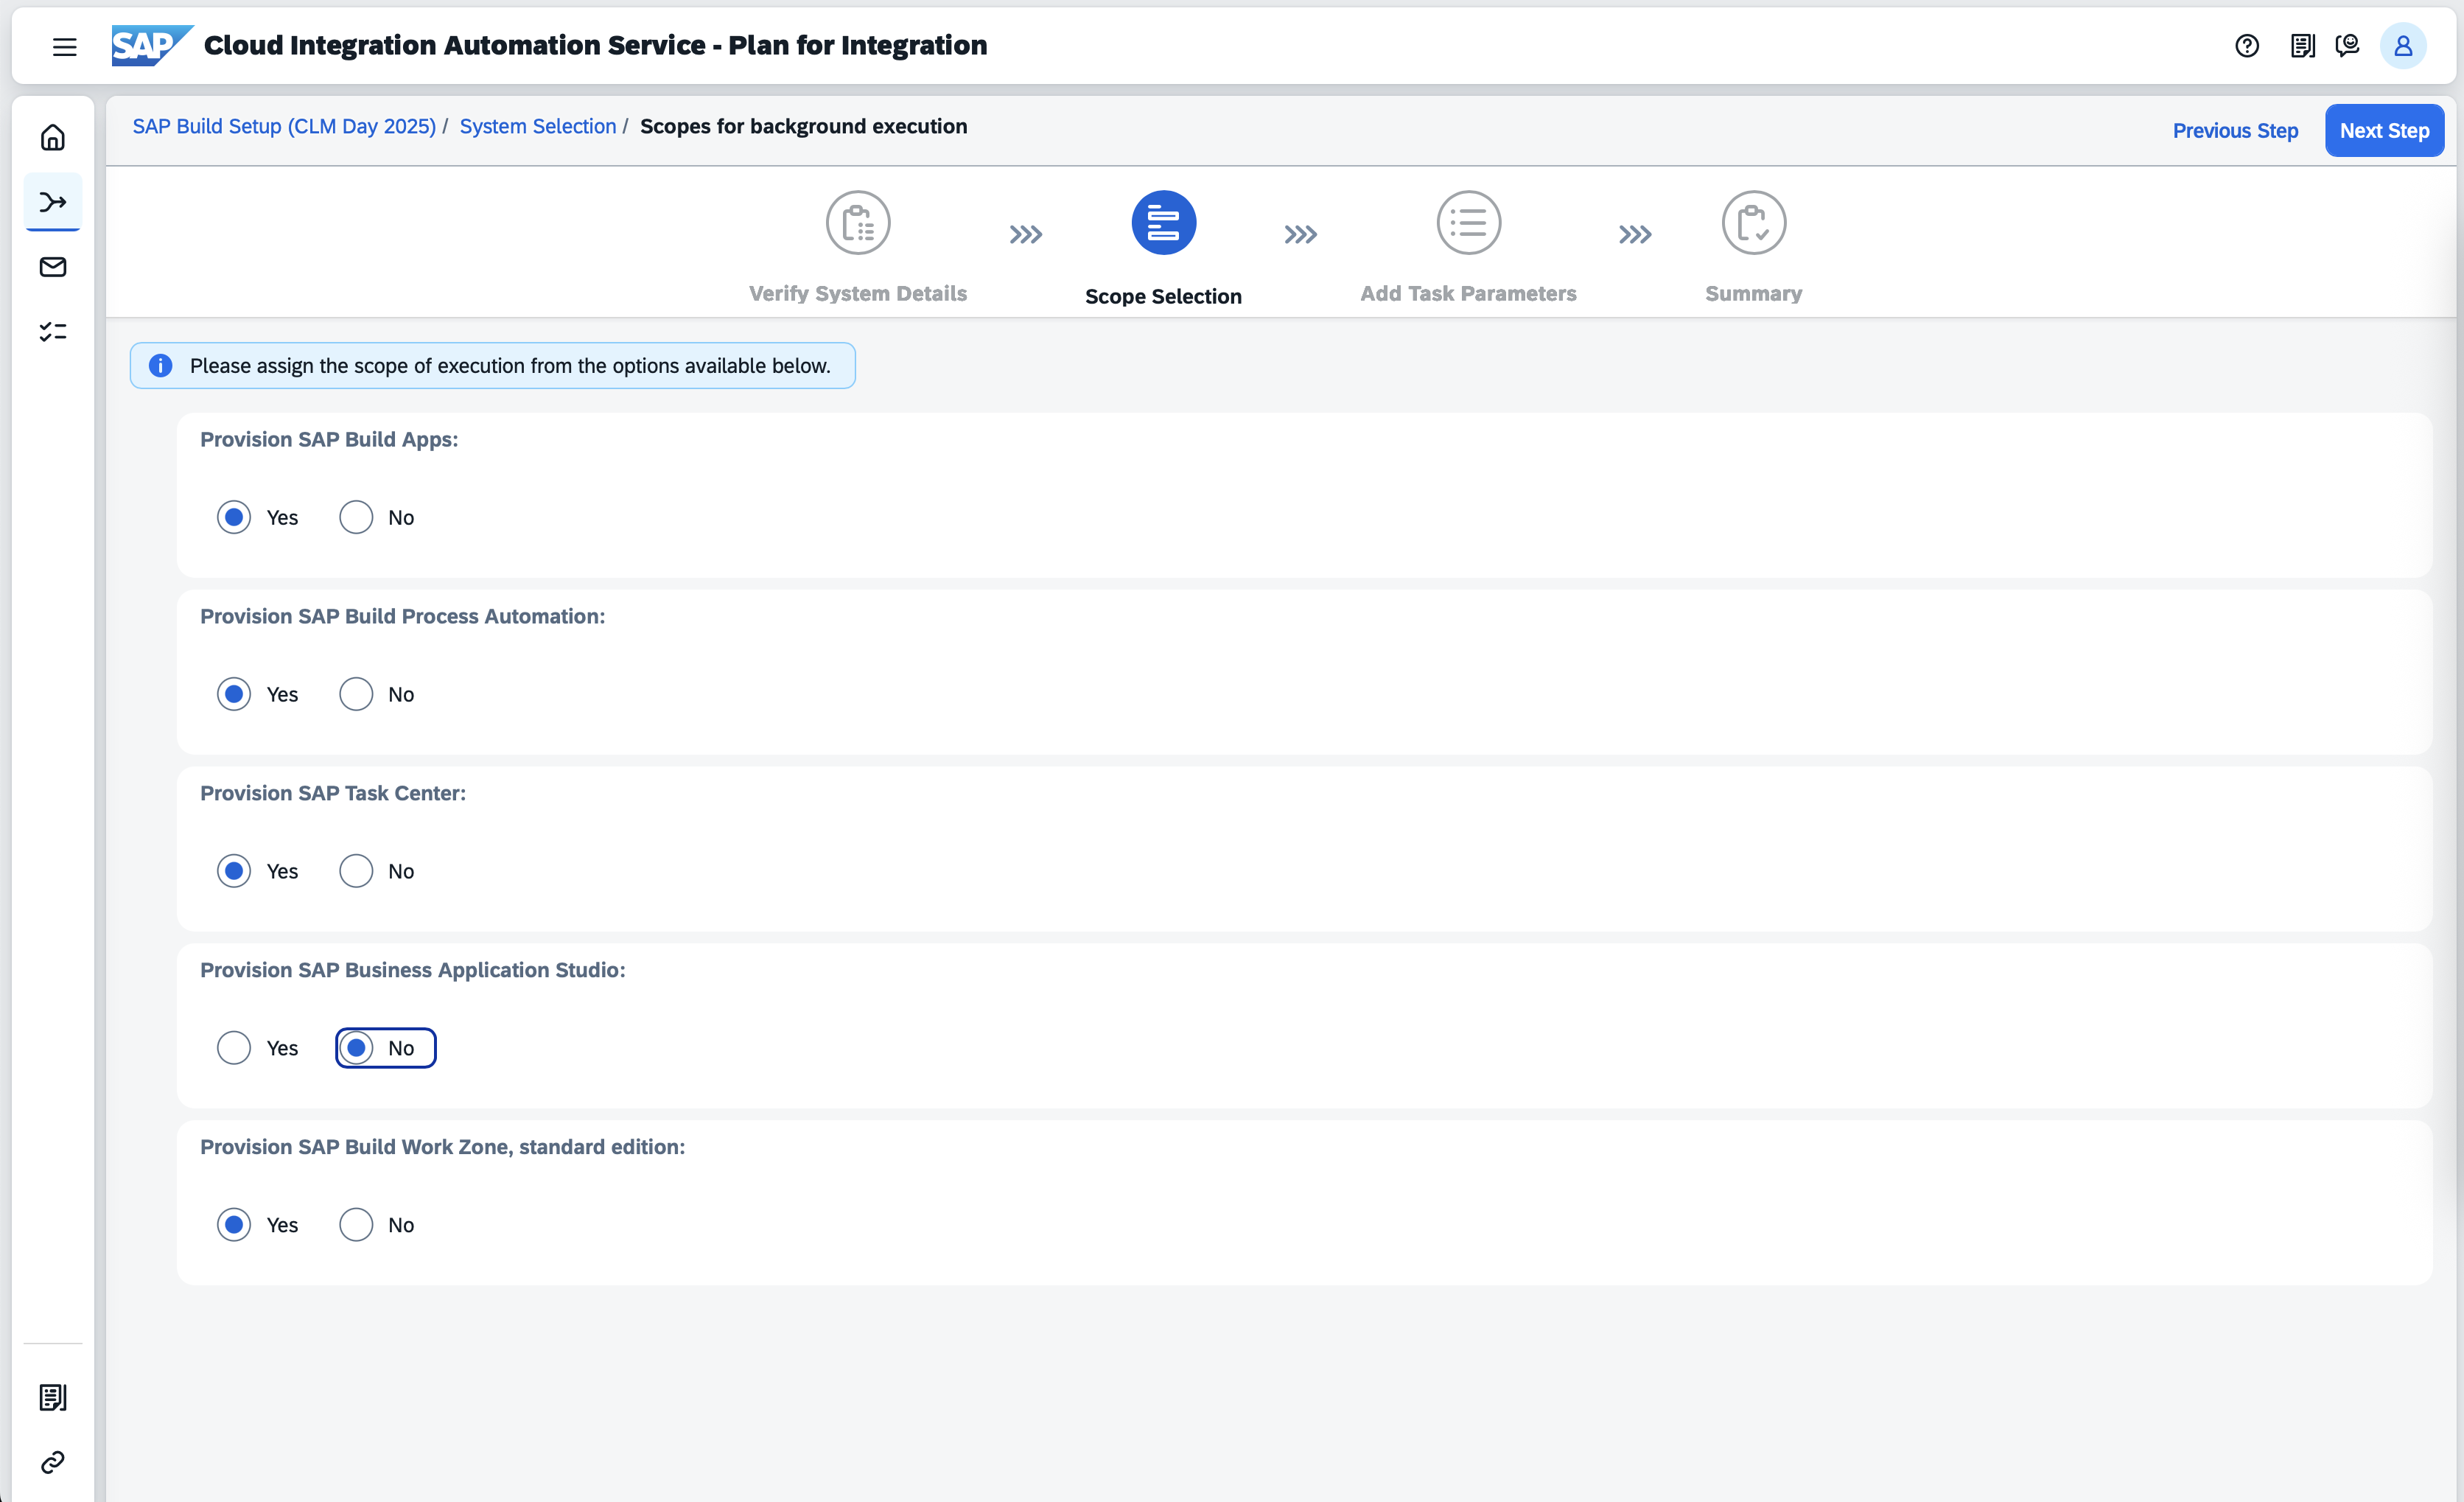 SAP Cloud Integration Automation Service - Plan for Integration
SAP Build Setup (CLM Day 2025) / System Selection / Scopes for background execution
Previous Step
Next Step
Verify System Details
Scope Selection
Add Task Parameters
Summary
Please assign the scope of execution from the options available below.
Provision SAP Build Apps:
Yes No
Provision SAP Build Process Automation:
Yes No
Provision SAP Task Center:
Yes No
Provision SAP Business Application Studio:
Yes No
Provision SAP Build Work Zone, standard edition:
Yes No